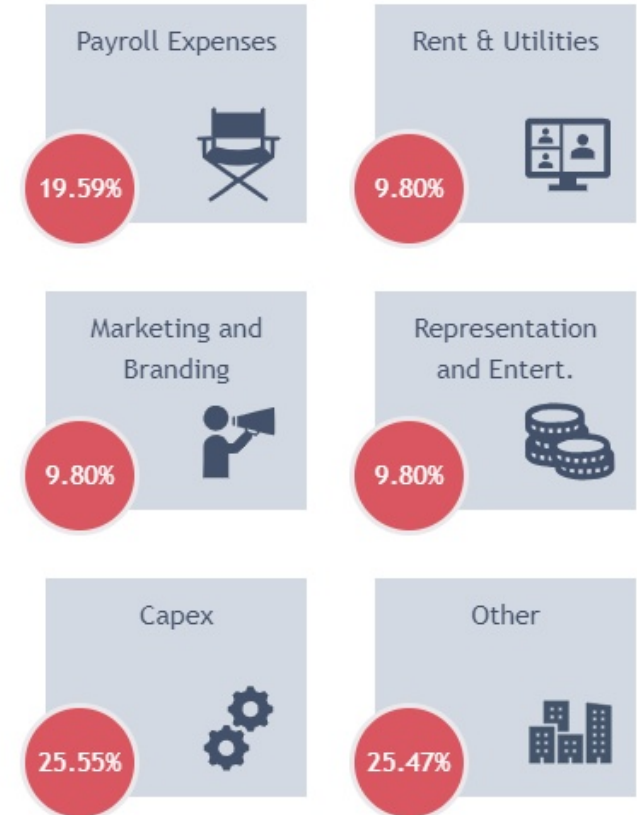 Payroll Expenses
19.59%
Rent & Utilities
9.80%
Marketing and
Branding
9.80%
Representation
and Entert.
9.80%
Capex
25.55%
Other
25.47%